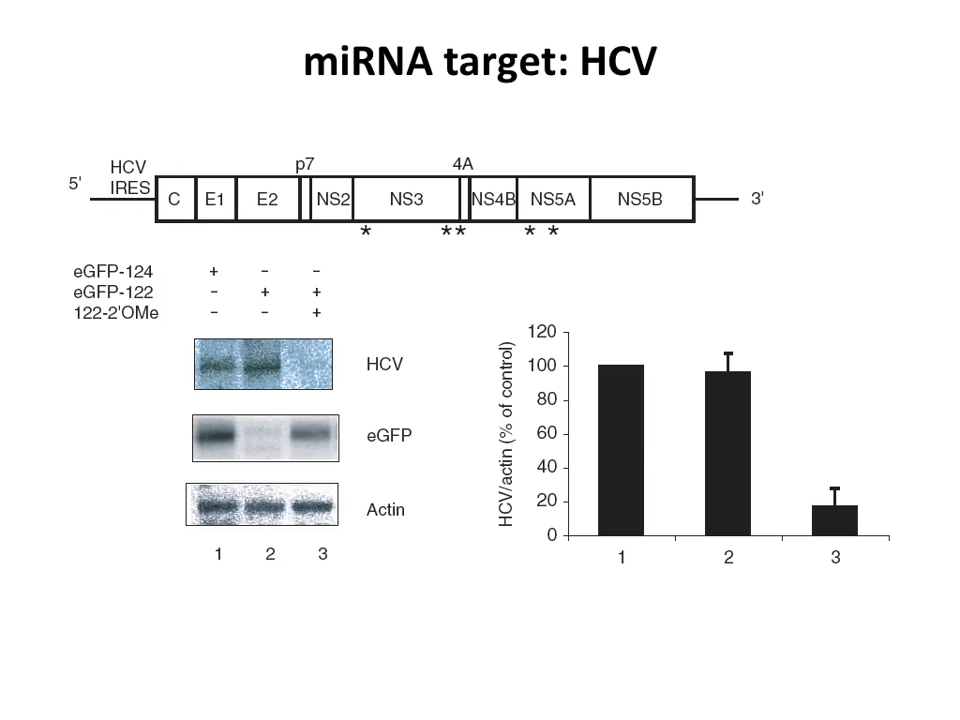 miRNA target: HCV
p7 4A
5' HCV IRES C E1 E2 NS2 NS3 NS4B NS5A NS5B 3'
* * * * *
eGFP-124 + – –
eGFP-122 – + +
122-2'OMe – – +
HCV
eGFP
Actin
1 2 3
HCV/actin (% of control)
120
100
80
60
40
20
0
1 2 3